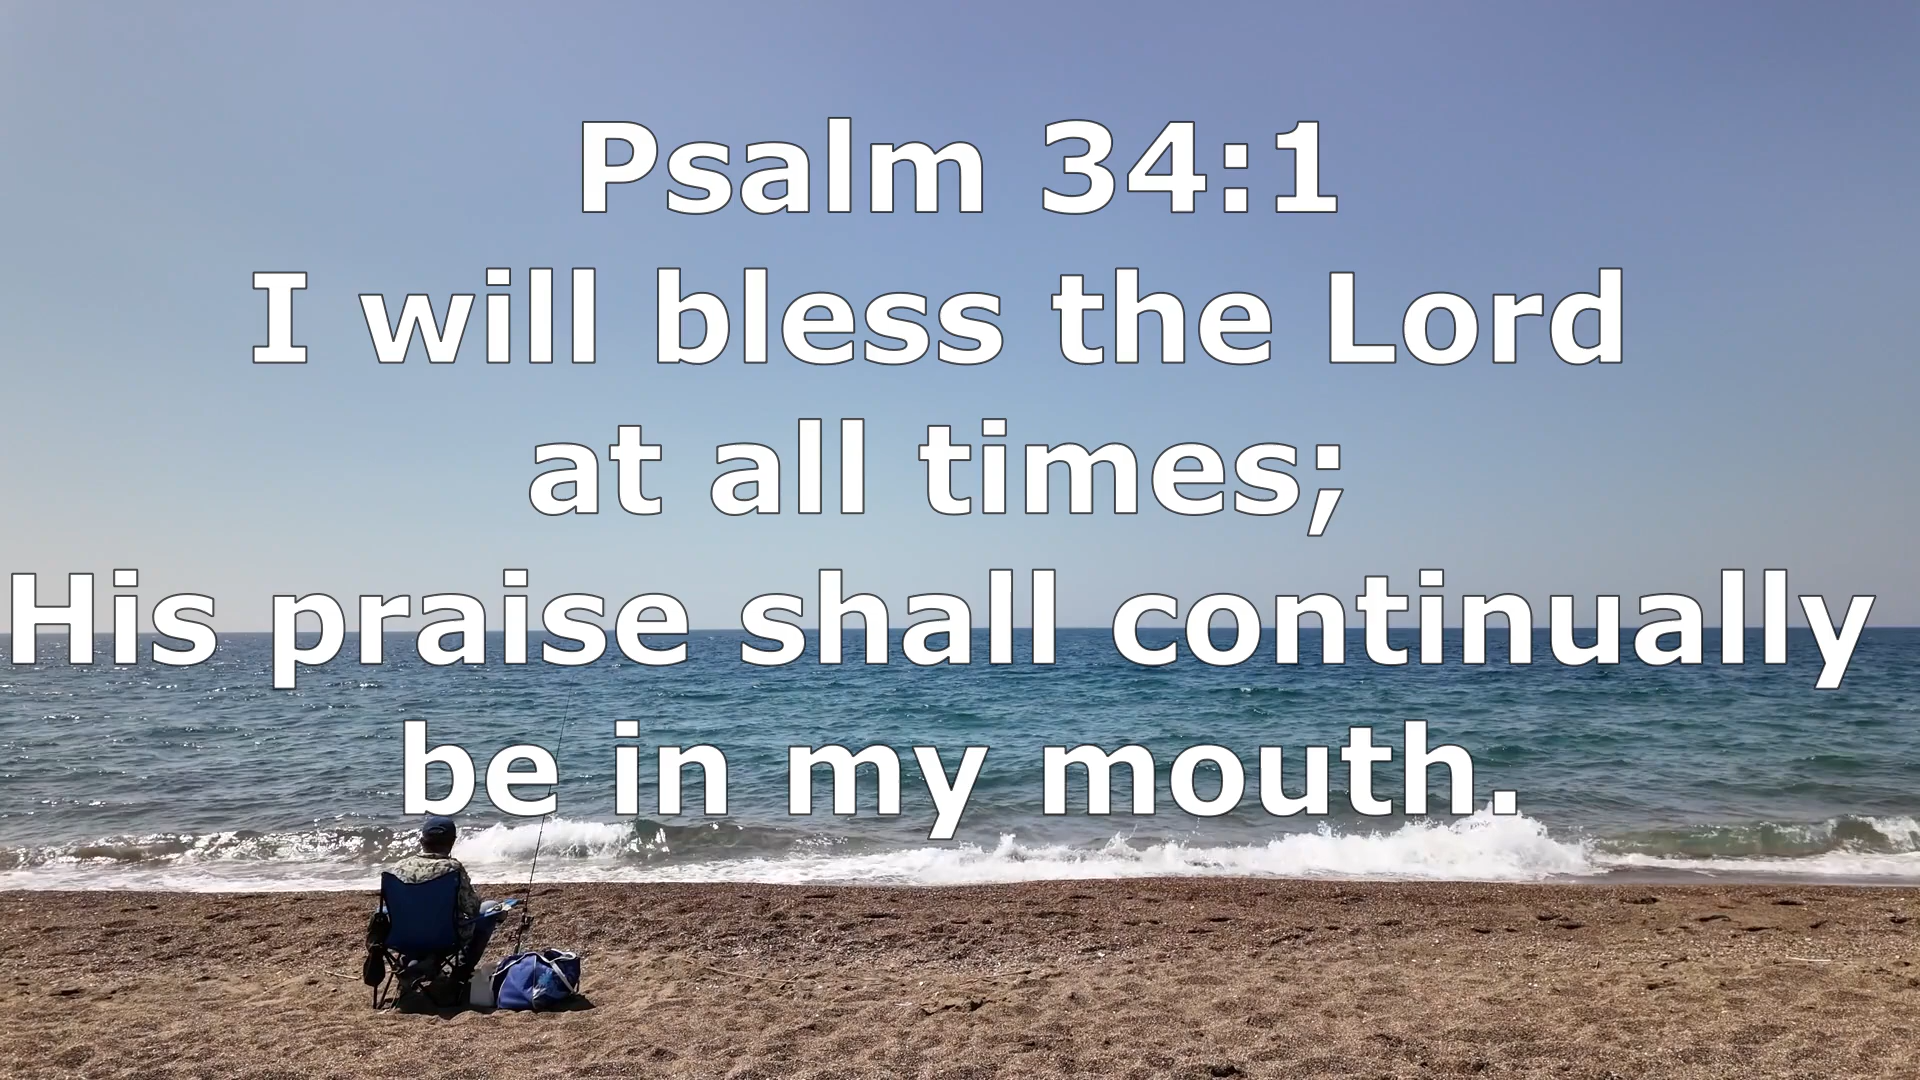 Psalm 34:1
I will bless the Lord
at all times;
His praise shall continually
be in my mouth.